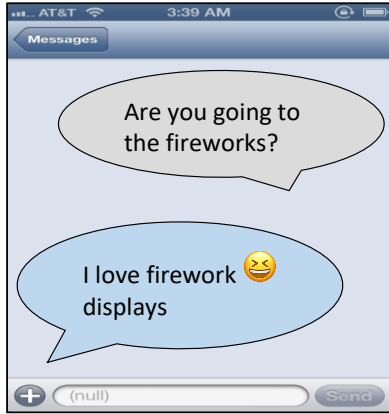 AT&T 3:39 AM
Messages
Are you going to
the fireworks?
I love firework 😆
displays
(null)
Send